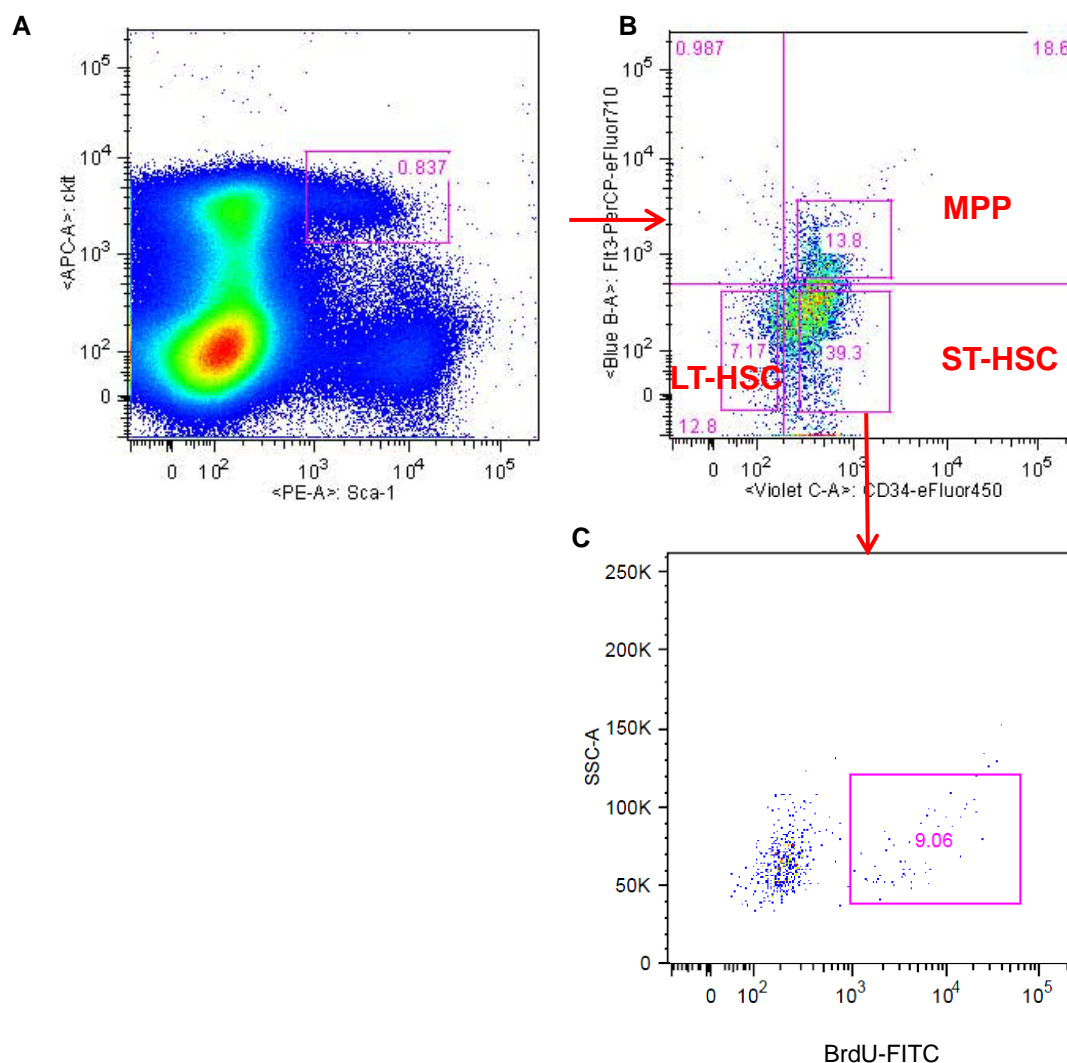 A
10^5
10^4
10^3
10^2
0
<APC-A>: ckit
0.837
0 10^2 10^3 10^4 10^5
<PE-A>: Sca-1
B
0.987
18.6
10^5
10^4
10^3
10^2
0
<Blue B-A>: Flt3-PerCP-eFluor710
MPP
13.8
7.17
39.3
LT-HSC
ST-HSC
12.8
0 10^2 10^3 10^4 10^5
<Violet C-A>: CD34-eFluor450
C
250K
200K
150K
100K
50K
0
SSC-A
9.06
0 10^2 10^3 10^4 10^5
BrdU-FITC